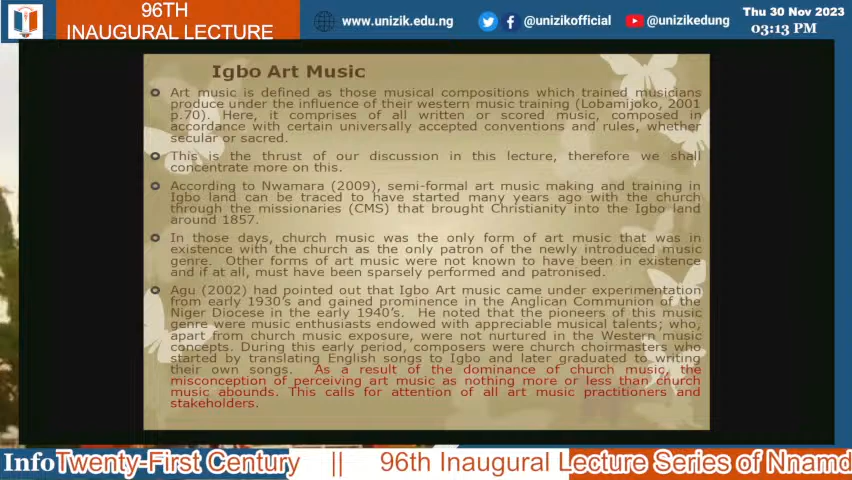 96TH
INAUGURAL LECTURE
www.unizik.edu.ng
@unizikofficial
@unizikedung
Thu 30 Nov 2023
03:13 PM
Igbo Art Music
Art music is defined as those musical compositions which trained musicians
produce under the influence of their western music training (Lobamijoko, 2001
p.70). Here, it comprises of all written or scored music, composed in
accordance with certain universally accepted conventions and rules, whether
secular or sacred.
This is the thrust of our discussion in this lecture, therefore we shall
concentrate more on this.
According to Nwamara (2009), semi-formal art music making and training in
Igbo land can be traced to have started many years ago with the church
through the missionaries (CMS) that brought Christianity into the Igbo land
around 1857.
In those days, church music was the only form of art music that was in
existence with the church as the only patron of the newly introduced music
genre. Other forms of art music were not known to have been in existence
and if at all, must have been sparsely performed and patronised.
Agu (2002) had pointed out that Igbo Art music came under experimentation
from early 1930's and gained prominence in the Anglican Communion of the
Niger Diocese in the early 1940's. He noted that the pioneers of this music
genre were music enthusiasts endowed with appreciable musical talents; who,
apart from church music exposure, were not nurtured in the Western music
concepts. During this early period, composers were church choirmasters who
started by translating English songs to Igbo and later graduated to writing
their own songs. As a result of the dominance of church music, the
misconception of perceiving art music as nothing more or less than church
music abounds. This calls for attention of all art music practitioners and
stakeholders.
Info Twenty-First Century || 96th Inaugural Lecture Series of Nnamd